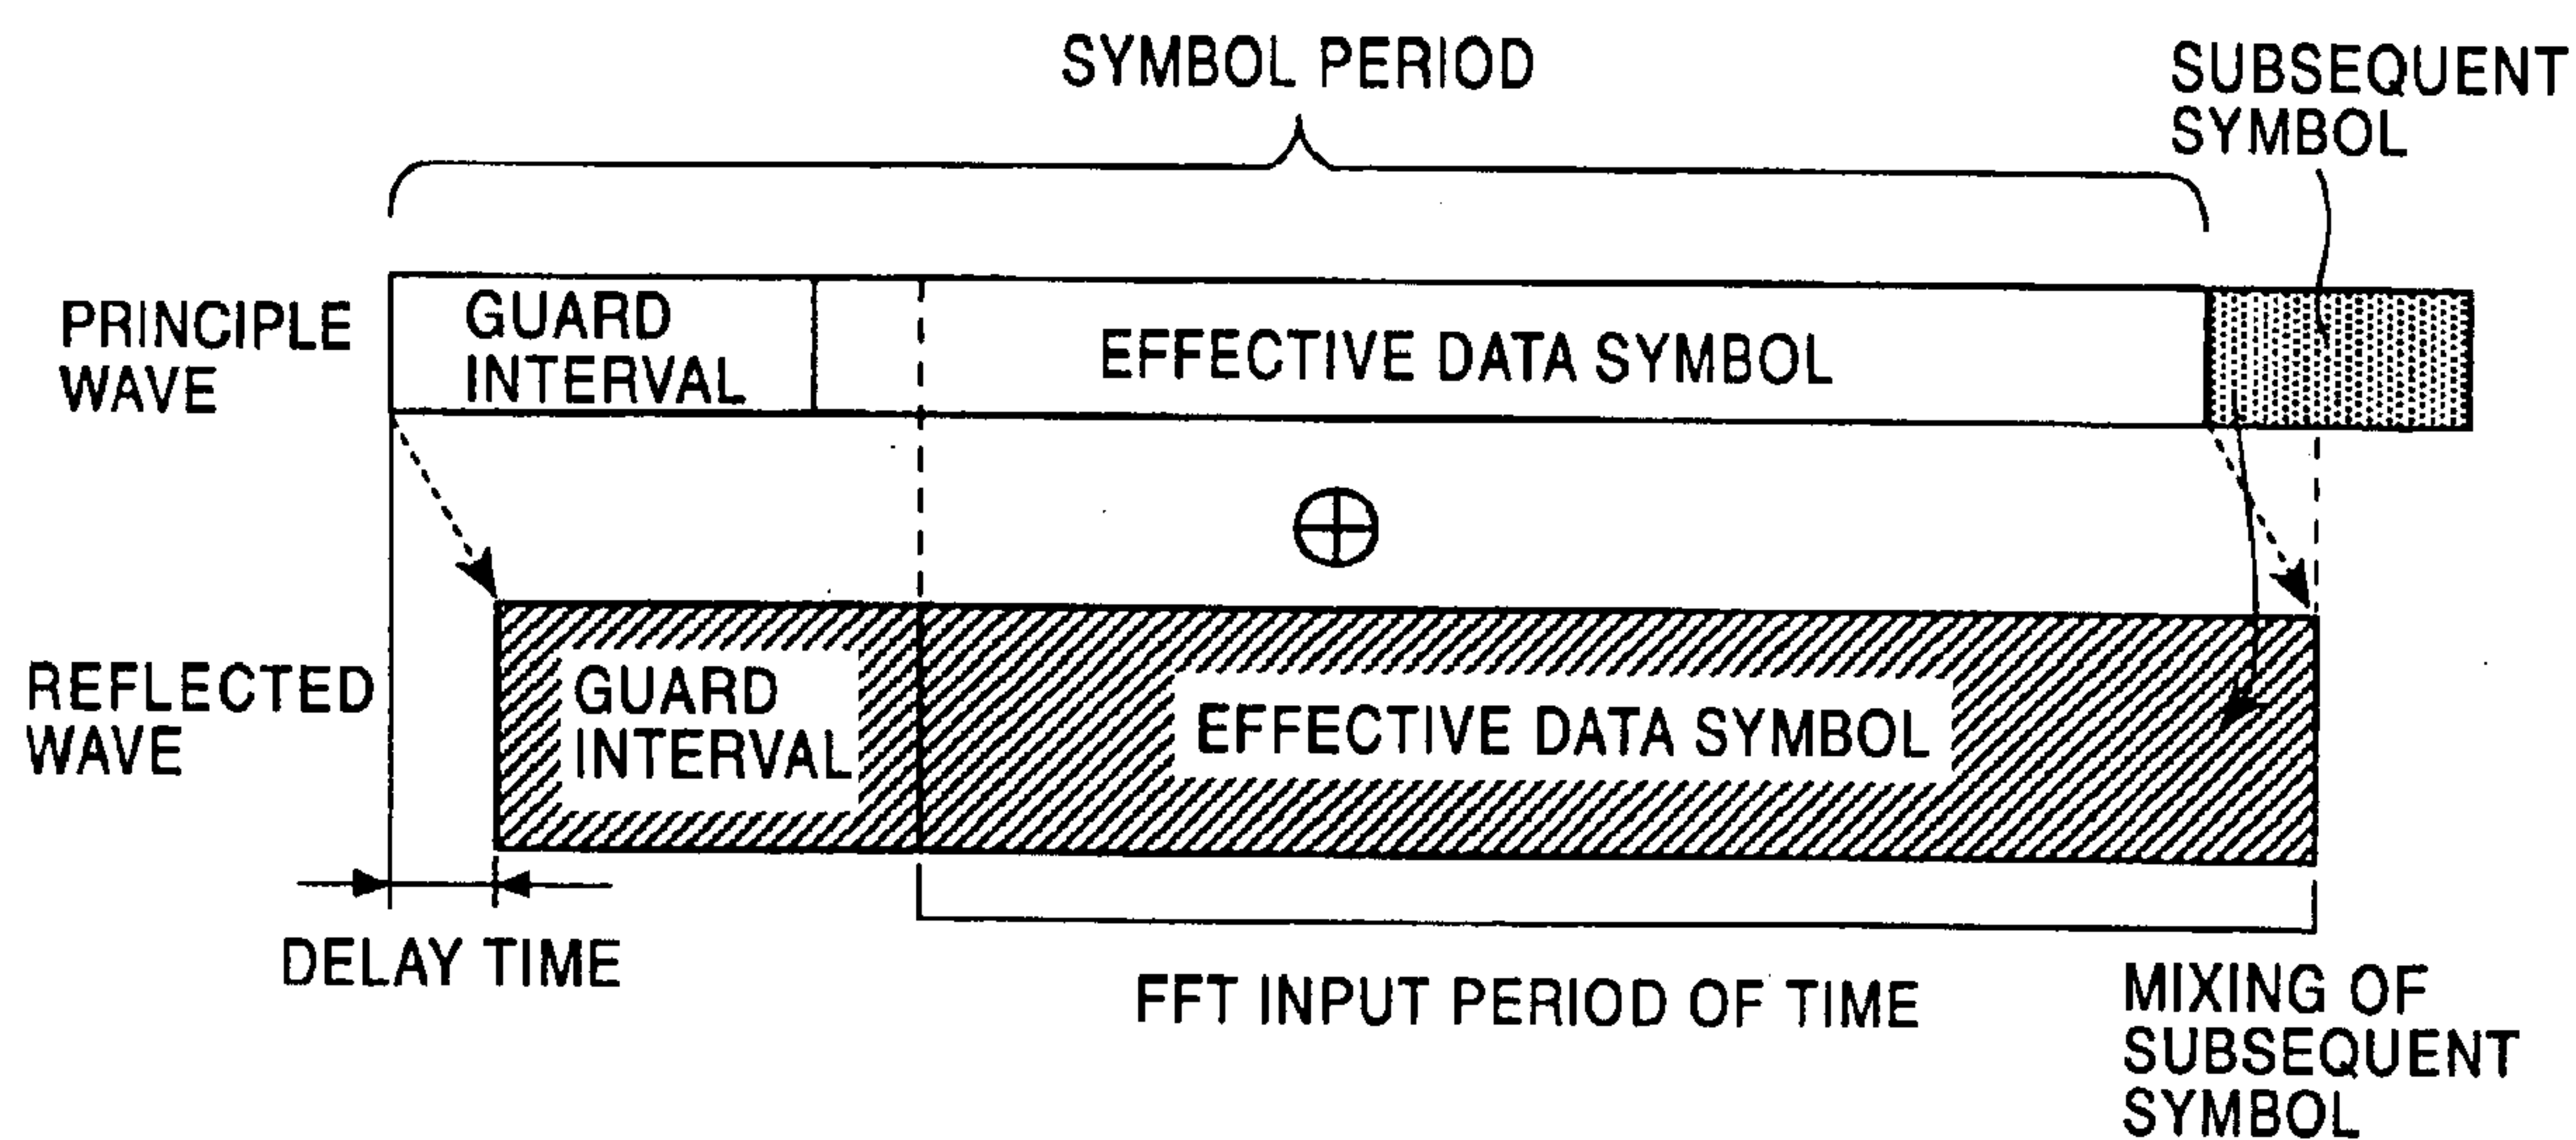 SYMBOL PERIOD
SUBSEQUENT
SYMBOL
PRINCIPLE
WAVE
GUARD
INTERVAL
EFFECTIVE DATA SYMBOL
REFLECTED
WAVE
GUARD
INTERVAL
EFFECTIVE DATA SYMBOL
DELAY TIME
FFT INPUT PERIOD OF TIME
MIXING OF
SUBSEQUENT
SYMBOL